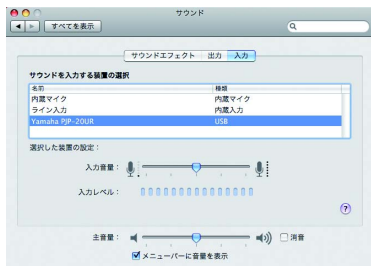 サウンド
すべてを表示
サウンドエフェクト 出力 入力
サウンドを入力する装置の選択
名前 種類
内蔵マイク 内蔵マイク
ライン入力 内蔵入力
Yamaha PJP-20UR USB
選択した装置の設定：
入力音量：
入力レベル：
?
主音量： 消音
メニューバーに音量を表示